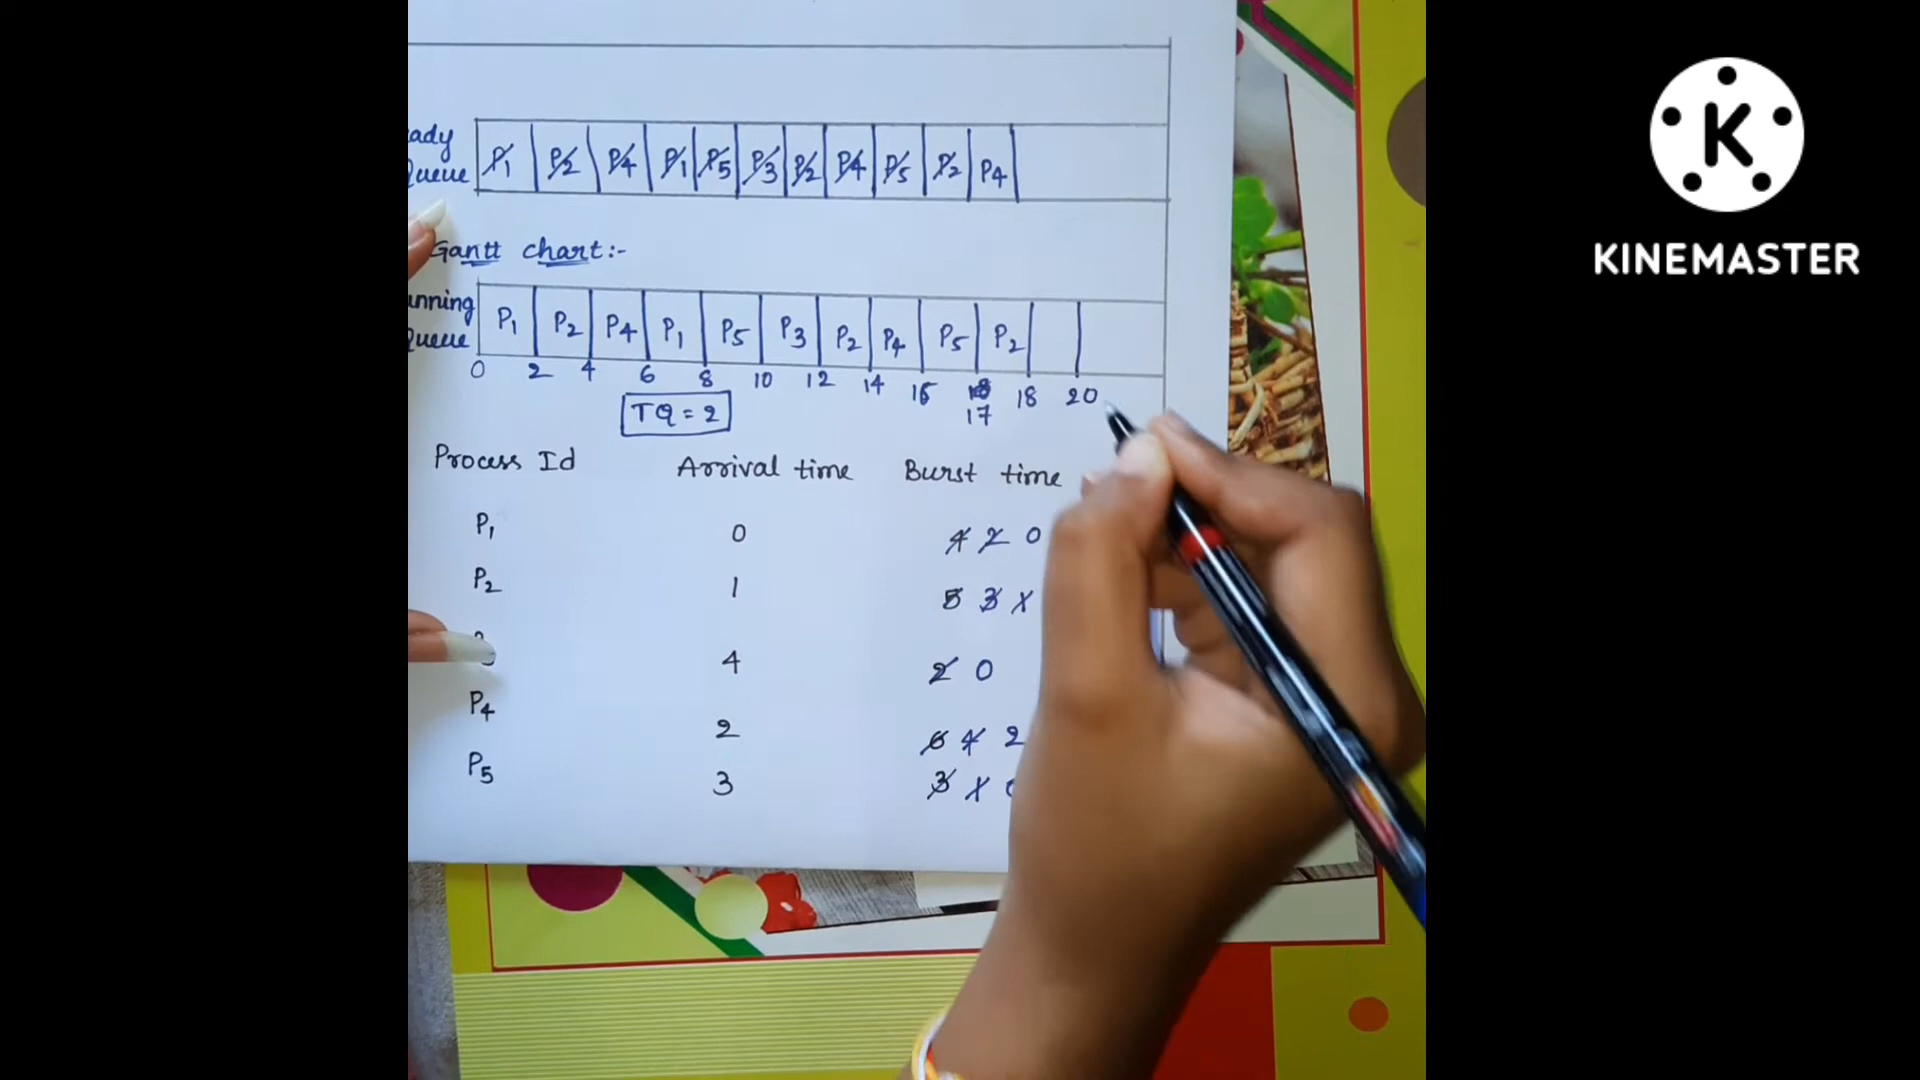 ady P1 P2 P4 P1 P5 P3 P2 P4 P5 P2 P4
Queue
Gantt chart:-
unning P1 P2 P4 P1 P5 P3 P2 P4 P5 P2
Queue
0 2 4 6 8 10 12 14 16 17 18 20
TQ = 2
Process Id Arrival time Burst time
P1 0 4 2 0
P2 1 5 3 1
4 2 0
P4 2 6 4 2
P5 3 3 1
K
KINEMASTER